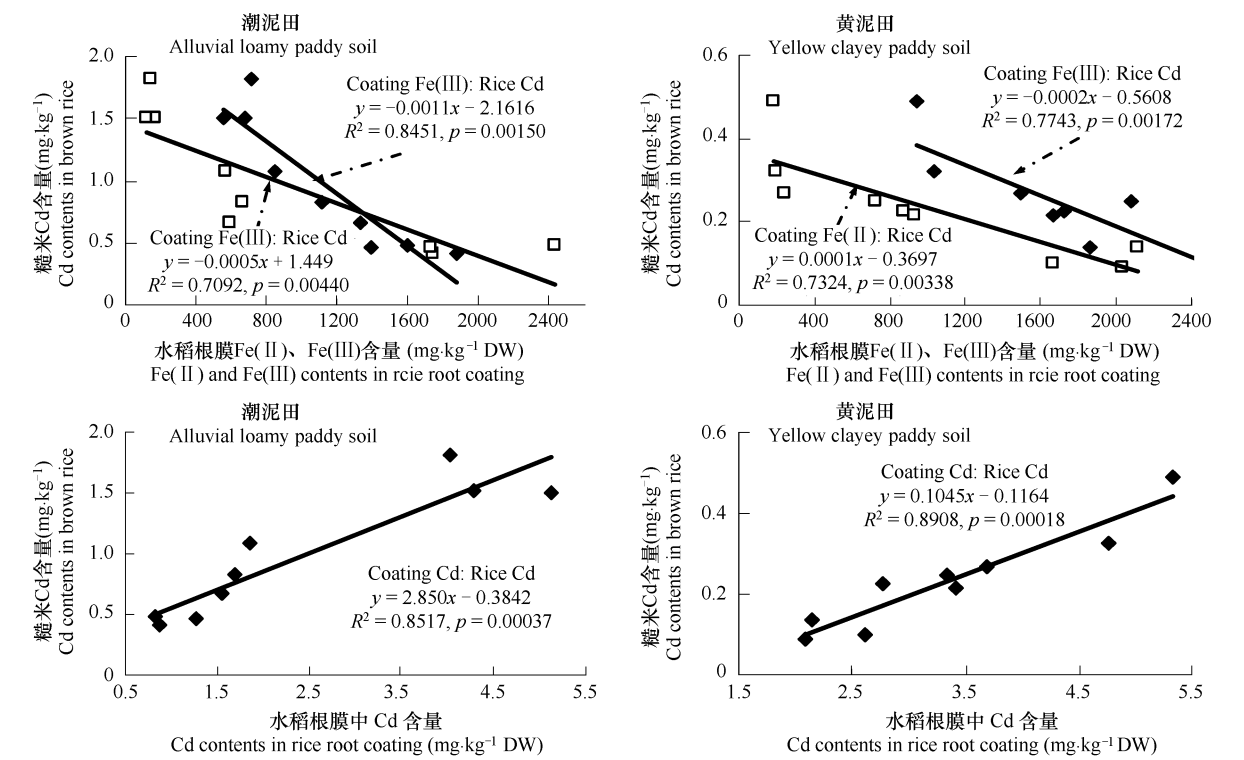 潮泥田
Alluvial loamy paddy soil
糙米Cd含量(mg·kg⁻¹)
Cd contents in brown rice
2.0
1.5
1.0
0.5
0
Coating Fe(Ⅲ): Rice Cd
y = −0.0011x − 2.1616
R² = 0.8451, p = 0.00150
Coating Fe(Ⅲ): Rice Cd
y = −0.0005x + 1.449
R² = 0.7092, p = 0.00440
0 400 800 1200 1600 2000 2400
水稻根膜Fe(Ⅱ)、Fe(Ⅲ)含量 (mg·kg⁻¹ DW)
Fe(Ⅱ) and Fe(Ⅲ) contents in rcie root coating
黄泥田
Yellow clayey paddy soil
糙米Cd含量(mg·kg⁻¹)
Cd contents in brown rice
0.6
0.4
0.2
0
Coating Fe(Ⅲ): Rice Cd
y = −0.0002x − 0.5608
R² = 0.7743, p = 0.00172
Coating Fe(Ⅱ): Rice Cd
y = 0.0001x − 0.3697
R² = 0.7324, p = 0.00338
0 400 800 1200 1600 2000 2400
水稻根膜Fe(Ⅱ)、Fe(Ⅲ)含量 (mg·kg⁻¹ DW)
Fe(Ⅱ) and Fe(Ⅲ) contents in rcie root coating
潮泥田
Alluvial loamy paddy soil
糙米Cd含量(mg·kg⁻¹)
Cd contents in brown rice
2.0
1.5
1.0
0.5
0
Coating Cd: Rice Cd
y = 2.850x − 0.3842
R² = 0.8517, p = 0.00037
0.5 1.5 2.5 3.5 4.5 5.5
水稻根膜中 Cd 含量
Cd contents in rice root coating (mg·kg⁻¹ DW)
黄泥田
Yellow clayey paddy soil
糙米Cd含量(mg·kg⁻¹)
Cd contents in brown rice
0.6
0.4
0.2
0
Coating Cd: Rice Cd
y = 0.1045x − 0.1164
R² = 0.8908, p = 0.00018
1.5 2.5 3.5 4.5 5.5
水稻根膜中 Cd 含量
Cd contents in rice root coating (mg·kg⁻¹ DW)